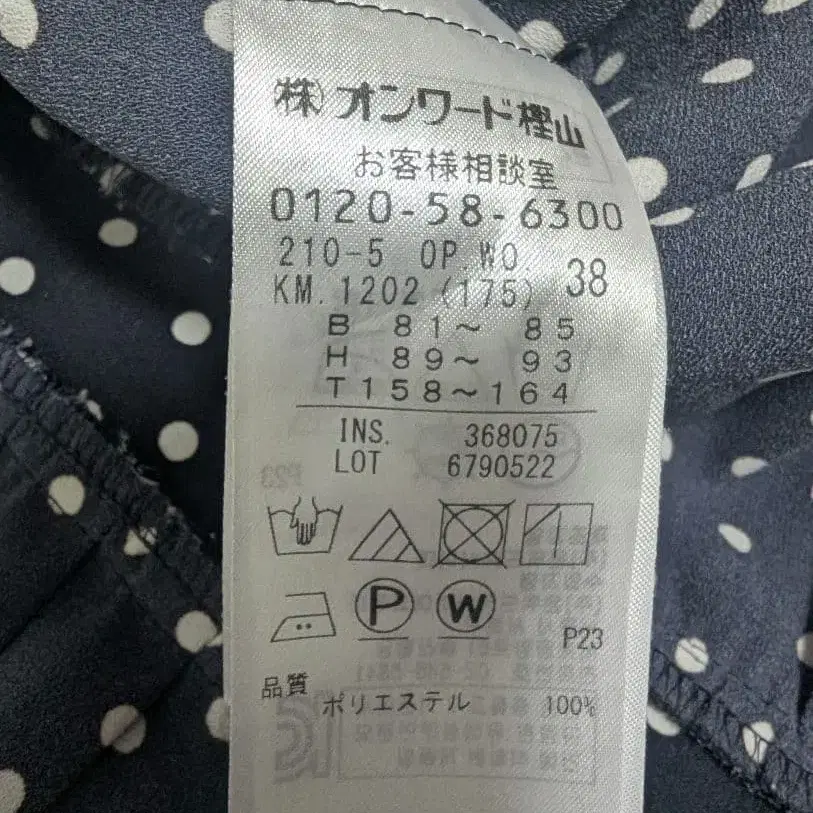 (株)オンワード樫山
お客様相談室
0120-58-6300
210-5 OP.WO. 38
KM.1202 (175)
B 81〜 85
H 89〜 93
T158〜164
INS. 368075
LOT 6790522
P
W
P23
品質
ポリエステル 100%